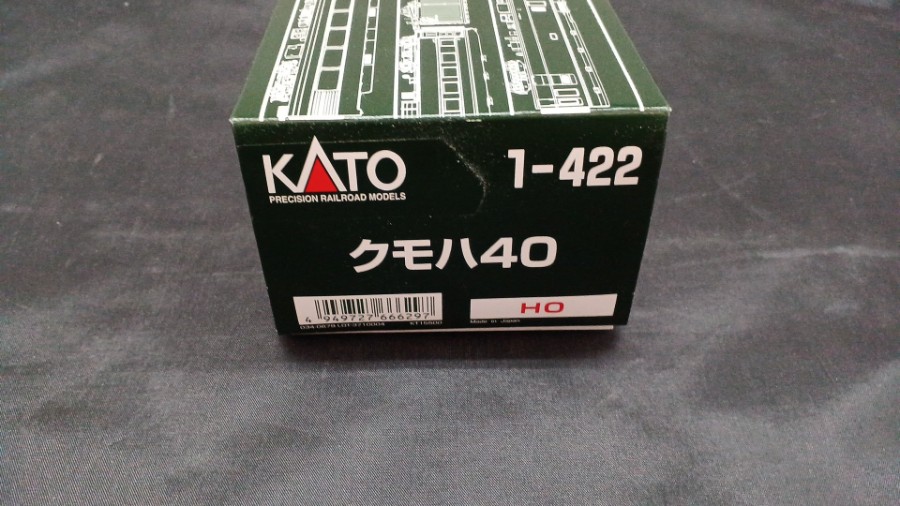 KATO
1-422
PRECISION RAILROAD MODELS
クモハ40
4 949727 666297
HO
Made in Japan